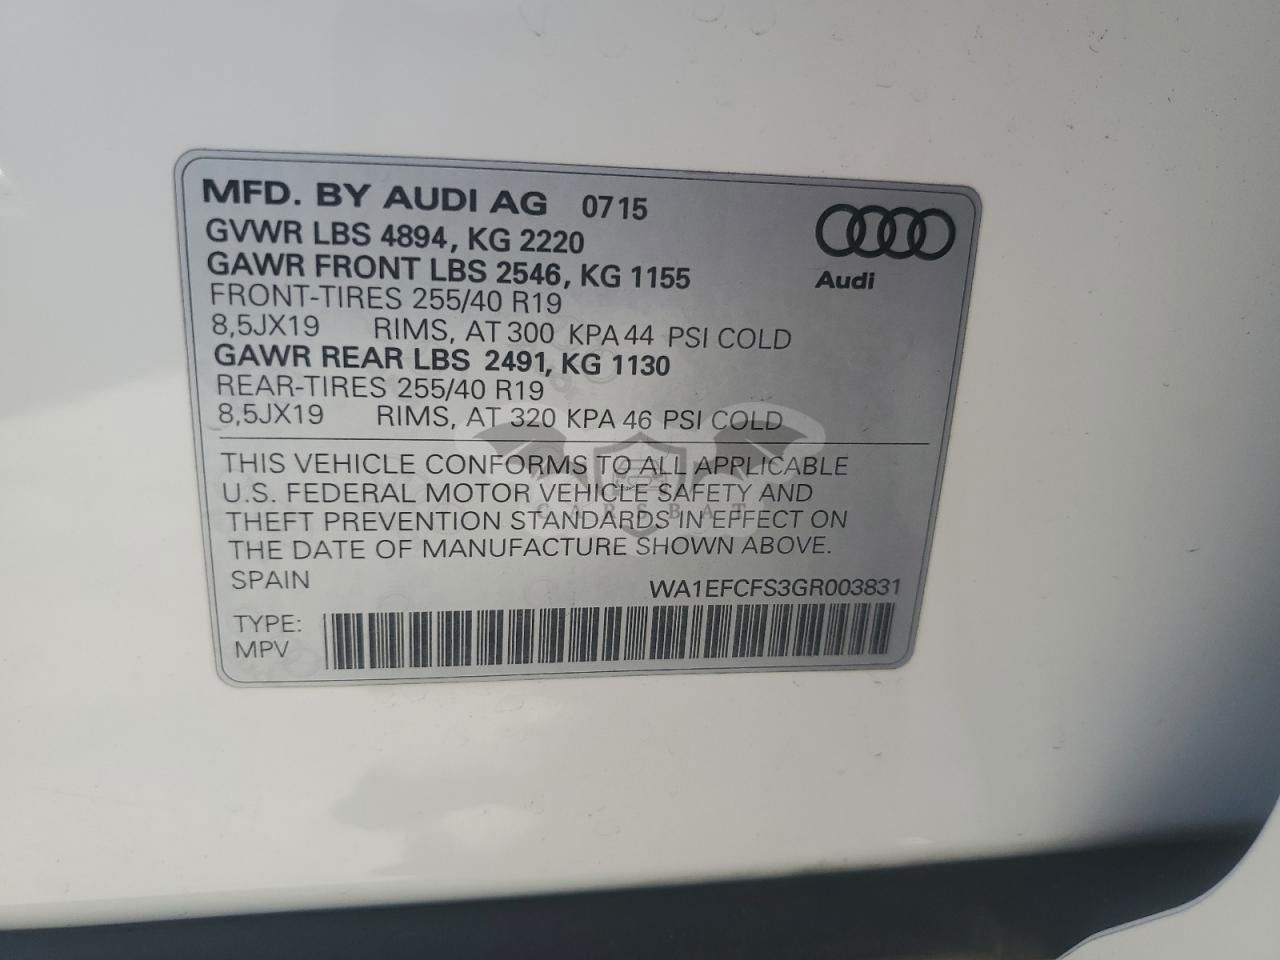 MFD. BY AUDI AG 0715
GVWR LBS 4894, KG 2220
GAWR FRONT LBS 2546, KG 1155
FRONT-TIRES 255/40 R19
8,5JX19 RIMS, AT 300 KPA 44 PSI COLD
GAWR REAR LBS 2491, KG 1130
REAR-TIRES 255/40 R19
8,5JX19 RIMS, AT 320 KPA 46 PSI COLD
Audi
THIS VEHICLE CONFORMS TO ALL APPLICABLE
U.S. FEDERAL MOTOR VEHICLE SAFETY AND
THEFT PREVENTION STANDARDS IN EFFECT ON
THE DATE OF MANUFACTURE SHOWN ABOVE.
SPAIN WA1EFCFS3GR003831
TYPE:
MPV
CARSBAT